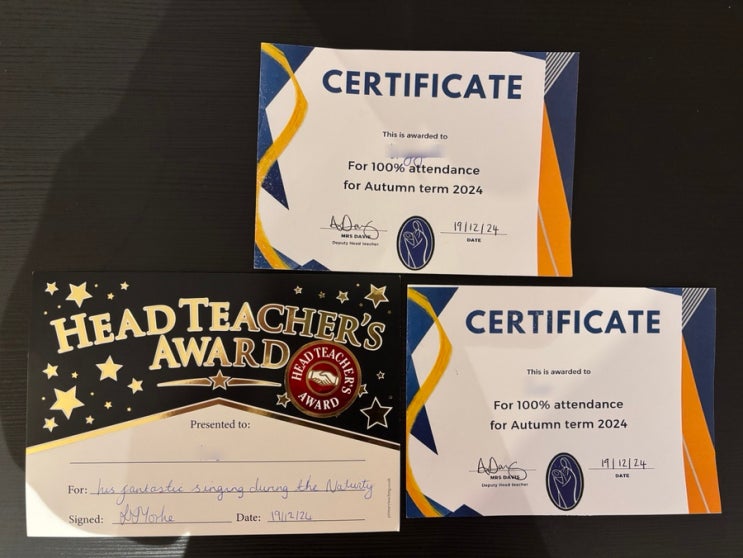 CERTIFICATE
This is awarded to
For 100% attendance
for Autumn term 2024
19/12/24
MRS DAVIS
Deputy Head teacher
DATE
HEAD TEACHER'S
AWARD
HEAD TEACHER'S
AWARD
Presented to:
For: his fantastic singing during the Nativity
Signed:
Date: 19/12/24
CERTIFICATE
This is awarded to
For 100% attendance
for Autumn term 2024
19/12/24
MRS DAVIS
Deputy Head teacher
DATE